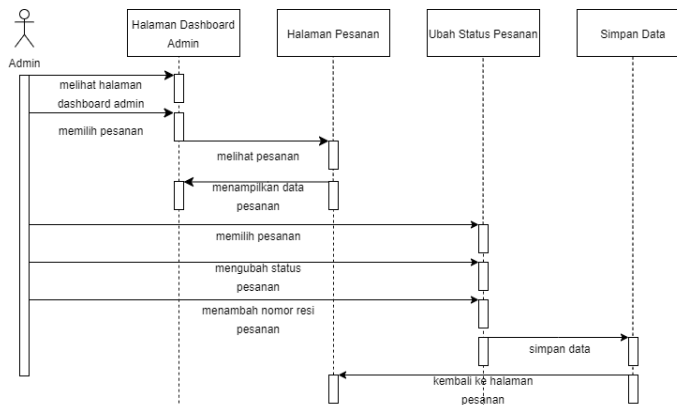 Halaman Dashboard
Admin
Halaman Pesanan
Ubah Status Pesanan
Simpan Data
Admin
melihat halaman
dashboard admin
memilih pesanan
melihat pesanan
menampilkan data
pesanan
memilih pesanan
mengubah status
pesanan
menambah nomor resi
pesanan
simpan data
kembali ke halaman
pesanan